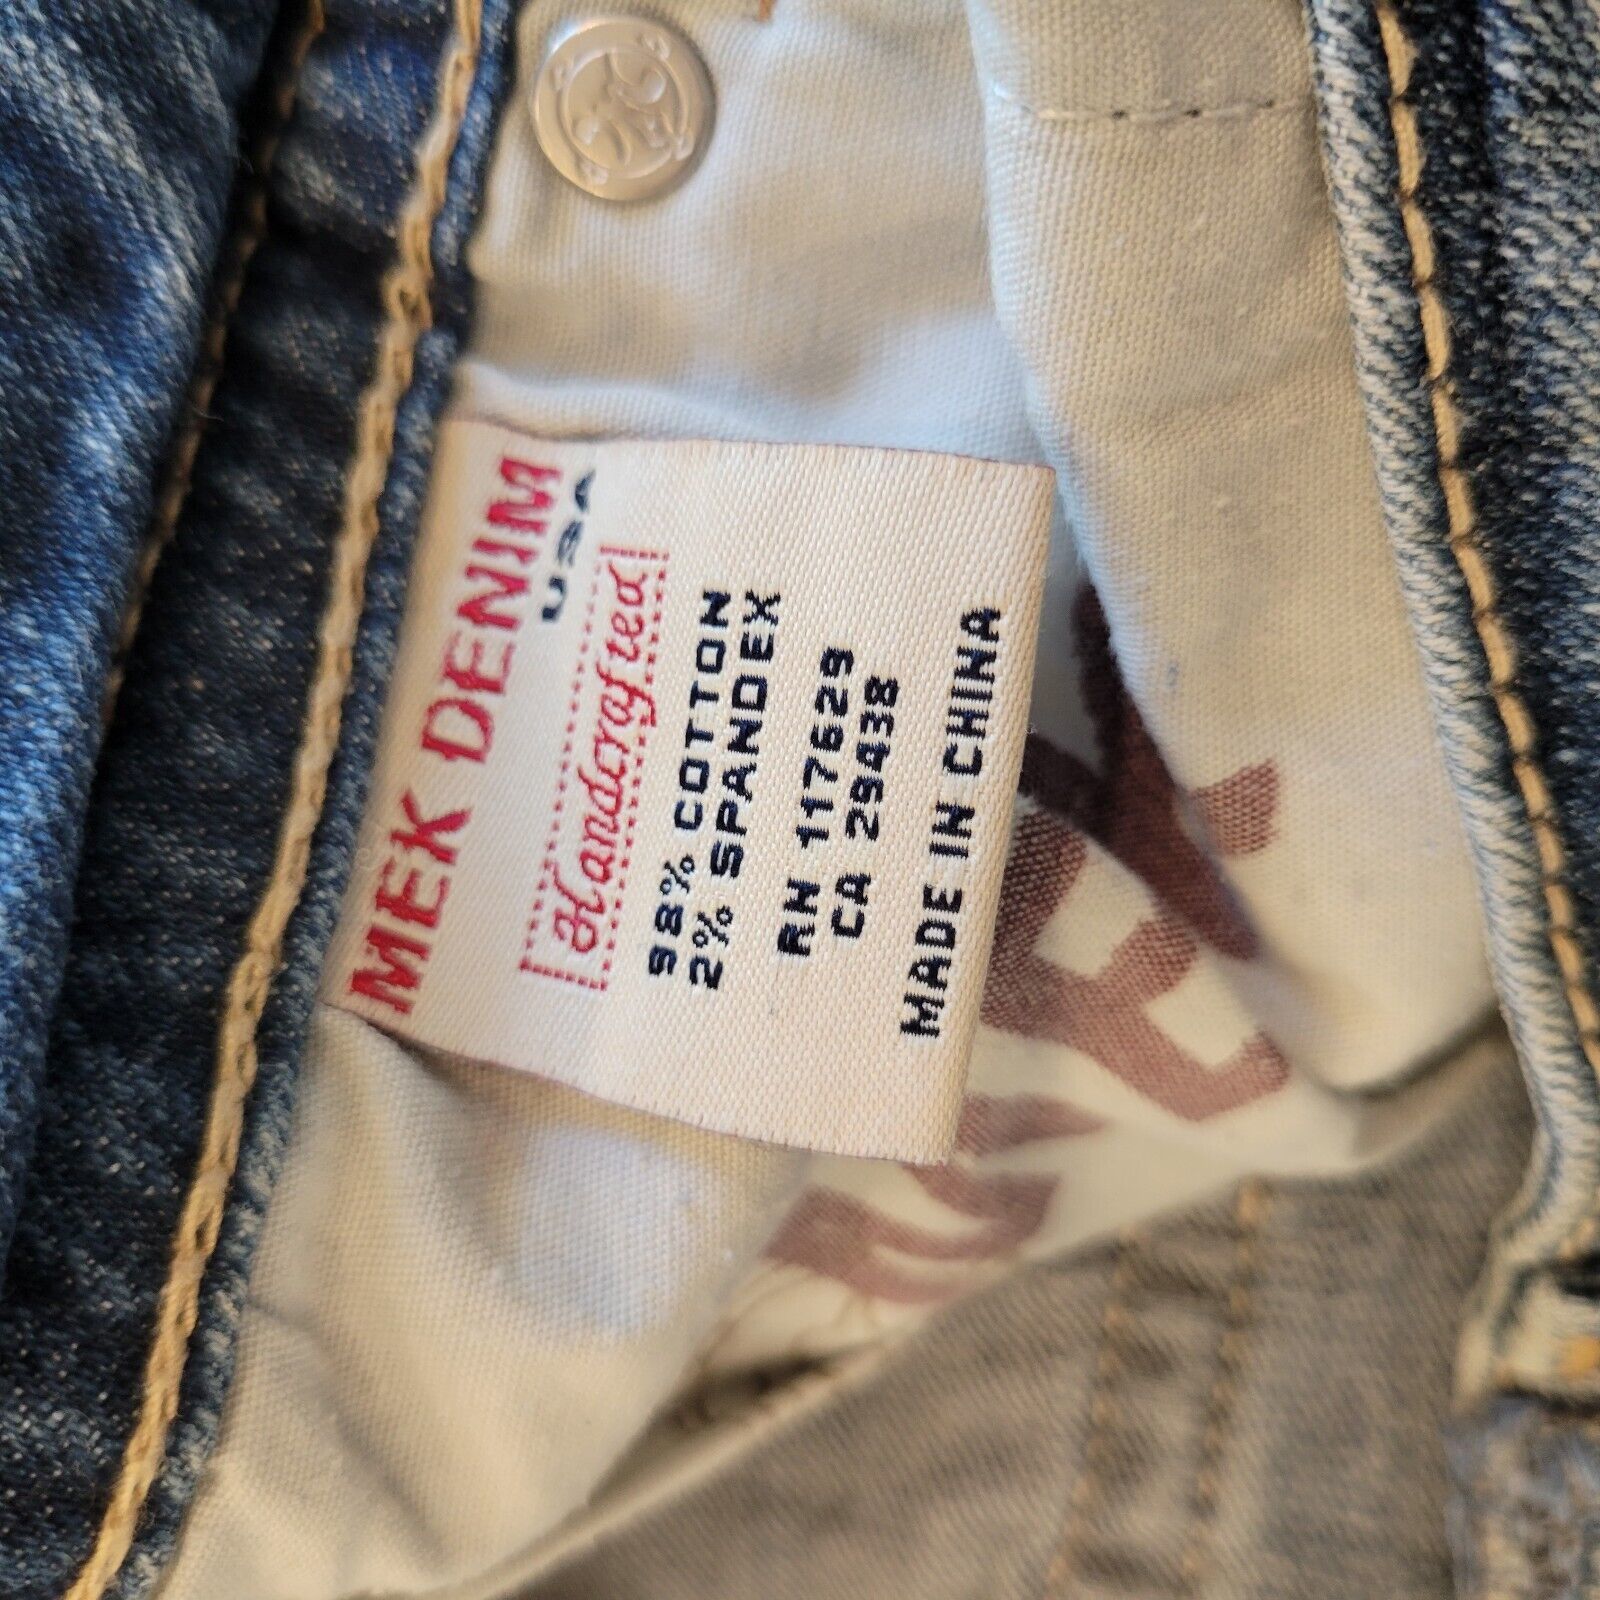 MEK DENIM
USA
Handcrafted
98% COTTON
2% SPANDEX
RN 117629
CA 29438
MADE IN CHINA